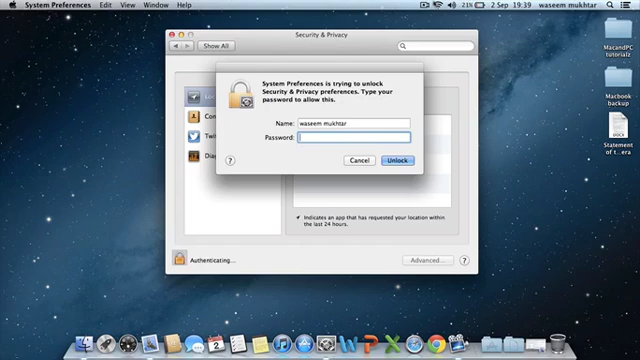 System Preferences Edit View Window Help
21% 2 Sep 19:39 waseem mukhtar
Security & Privacy
Show All
System Preferences is trying to unlock
Security & Privacy preferences. Type your
password to allow this.
Name: waseem mukhtar
Password:
? Cancel Unlock
Indicates an app that has requested your location within
the last 24 hours.
Authenticating...
Advanced... ?
MacandPC
tutorialz
Macbook
backup
DOCX
Statement
of t...era
2